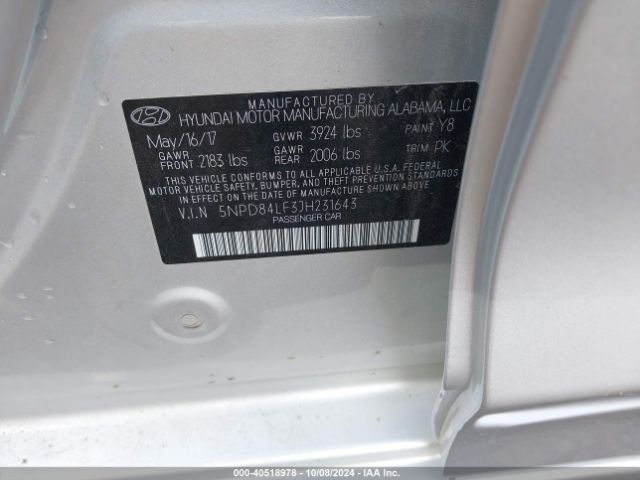 MANUFACTURED BY
HYUNDAI MOTOR MANUFACTURING ALABAMA, LLC
May/16/17 GVWR 3924 lbs PAINT Y8
GAWR FRONT 2183 lbs GAWR REAR 2006 lbs TRIM PK
THIS VEHICLE CONFORMS TO ALL APPLICABLE U.S.A. FEDERAL
MOTOR VEHICLE SAFETY, BUMPER, AND THEFT PREVENTION STANDARDS
IN EFFECT ON THE DATE OF MANUFACTURE SHOWN ABOVE.
V.I.N 5NPD84LF3JH231643
PASSENGER CAR
000-40518978 - 10/08/2024 - IAA Inc.